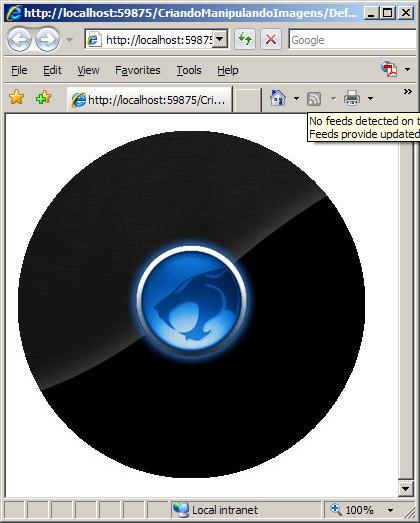 http://localhost:59875/CriandoManipulandoImagens/Def...
http://localhost:5987
Google
File Edit View Favorites Tools Help
http://localhost:59875/Cri...
No feeds detected on t
Feeds provide updated
Local intranet
100%